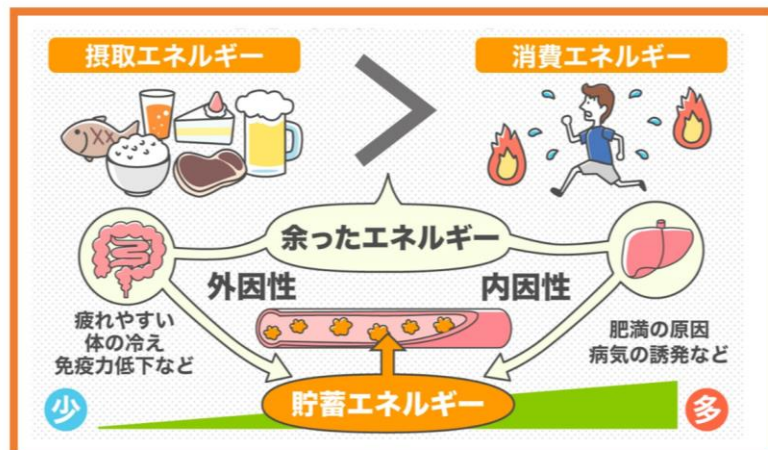 摂取エネルギー
消費エネルギー
余ったエネルギー
外因性
内因性
疲れやすい
体の冷え
免疫力低下など
肥満の原因
病気の誘発など
貯蓄エネルギー
少
多